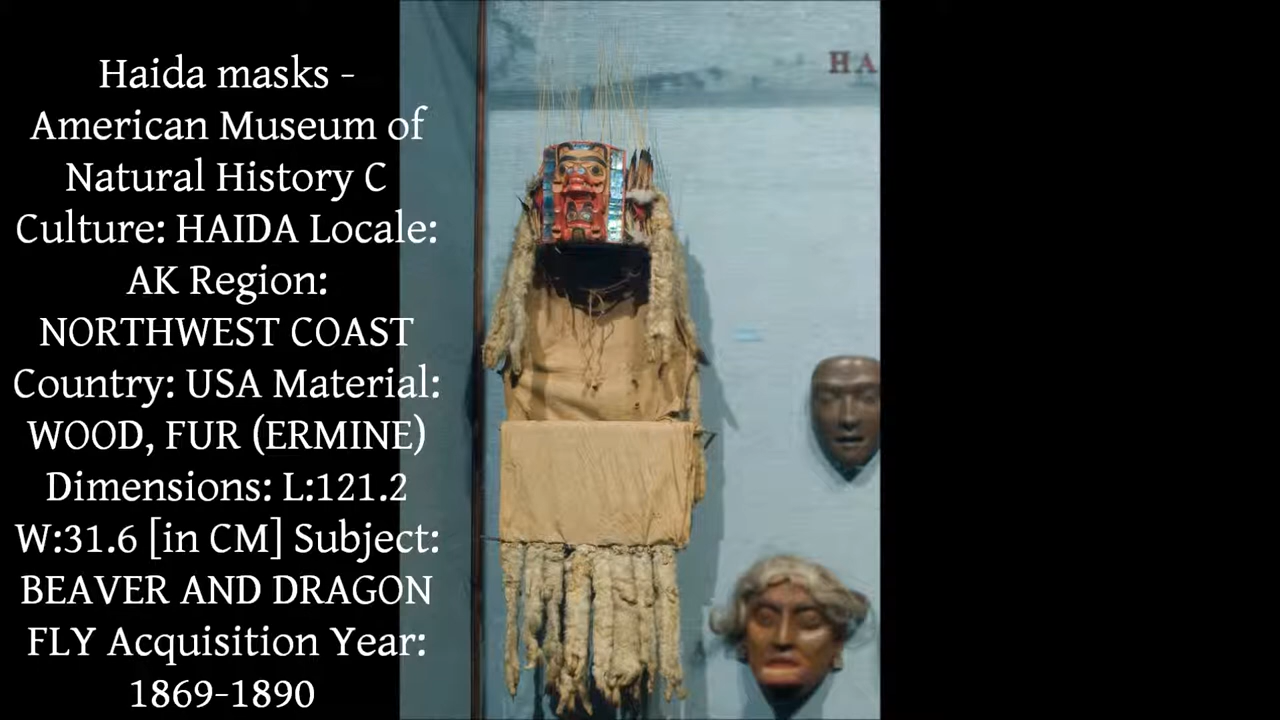 Haida masks -
American Museum of
Natural History C
Culture: HAIDA Locale:
AK Region:
NORTHWEST COAST
Country: USA Material:
WOOD, FUR (ERMINE)
Dimensions: L:121.2
W:31.6 [in CM] Subject:
BEAVER AND DRAGON
FLY Acquisition Year:
1869-1890
HA